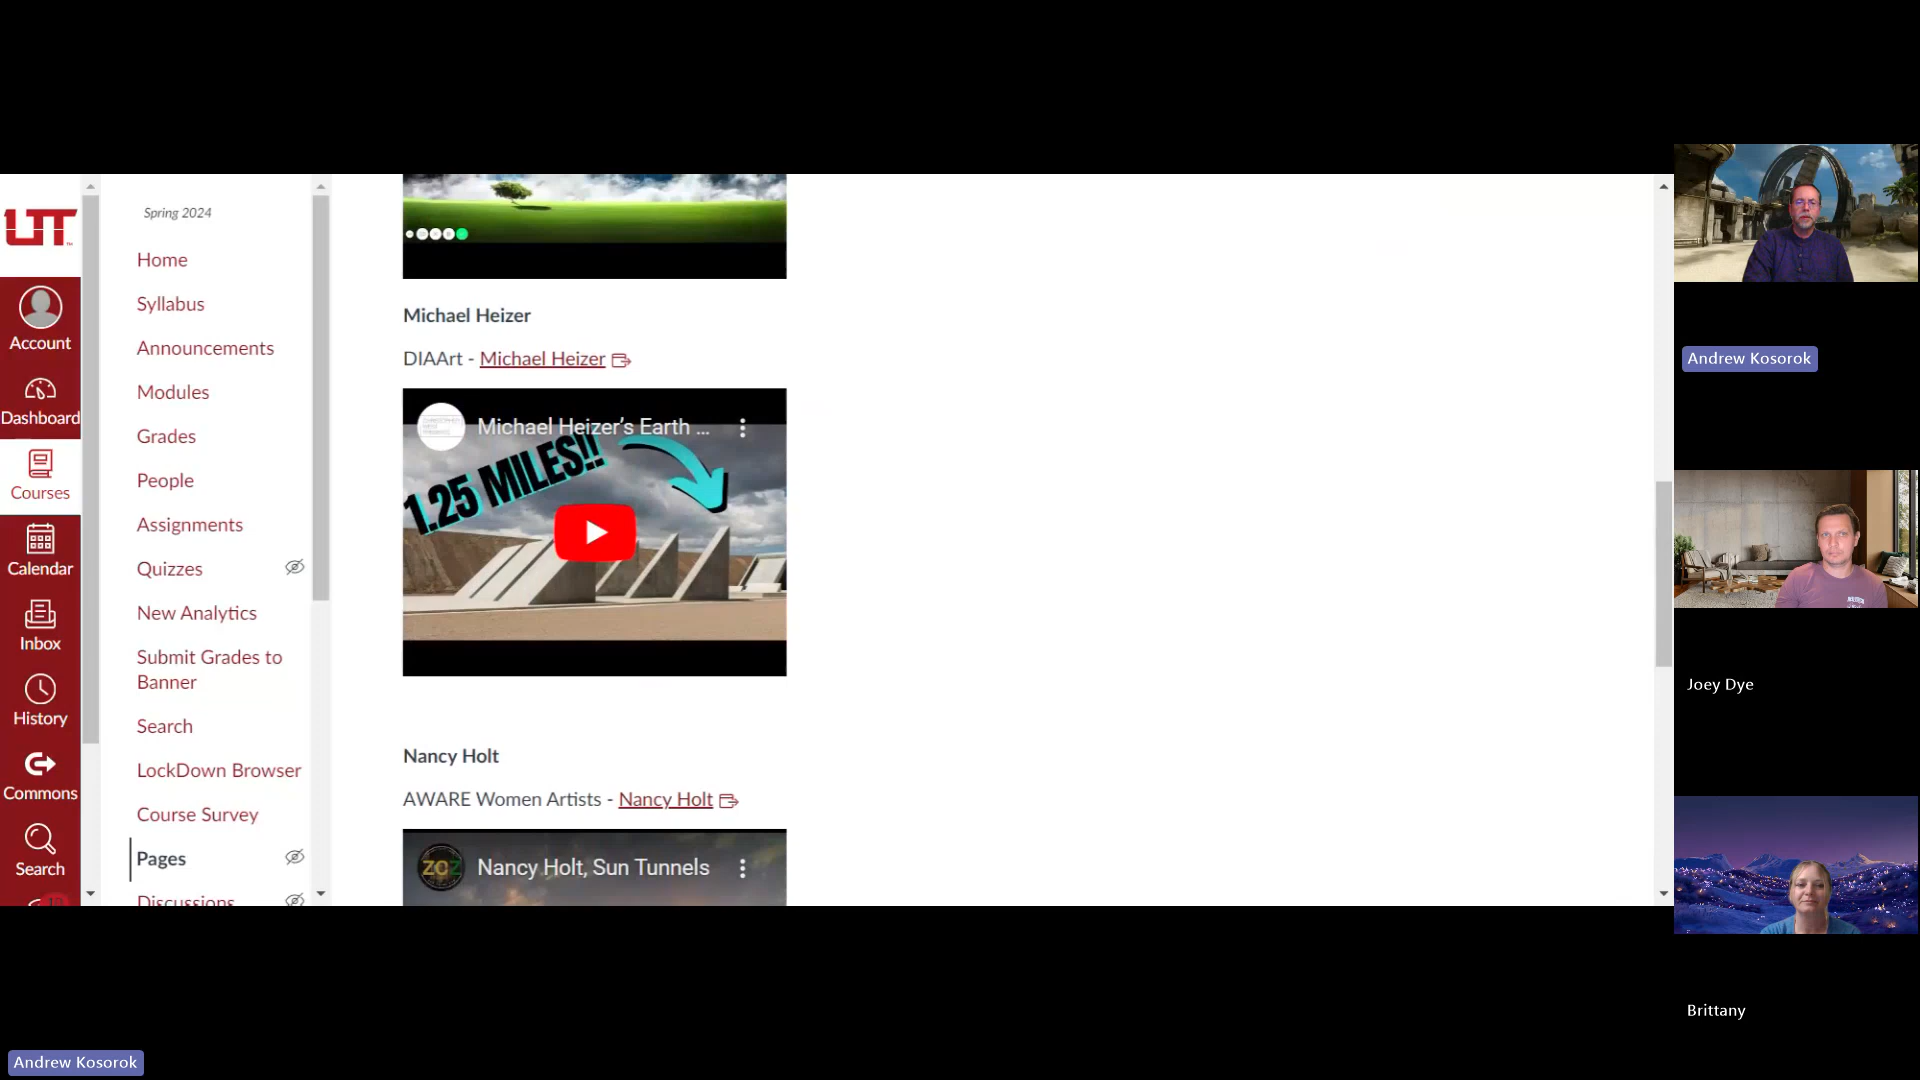 UT
Account
Dashboard
Courses
Calendar
Inbox
History
Commons
Search
10
Spring 2024
Home
Syllabus
Announcements
Modules
Grades
People
Assignments
Quizzes
New Analytics
Submit Grades to
Banner
Search
LockDown Browser
Course Survey
Pages
Discussions
Michael Heizer
DIAArt - Michael Heizer
Michael Heizer’s Earth ...
1.25 MILES!!
Nancy Holt
AWARE Women Artists - Nancy Holt
Nancy Holt, Sun Tunnels
Andrew Kosorok
Joey Dye
Brittany
Andrew Kosorok